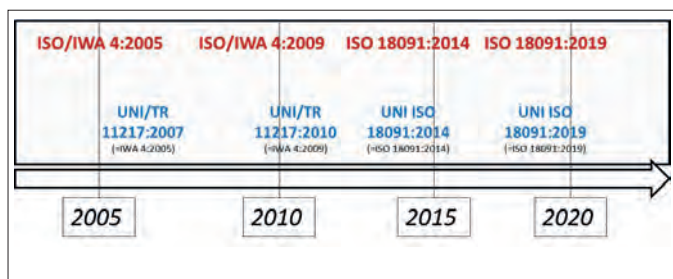 ISO/IWA 4:2005 ISO/IWA 4:2009 ISO 18091:2014 ISO 18091:2019
UNI/TR UNI/TR UNI ISO UNI ISO
11217:2007 11217:2010 18091:2014 18091:2019
(=IWA 4:2005) (=IWA 4:2009) (=ISO 18091:2014) (=ISO 18091:2019)
2005 2010 2015 2020